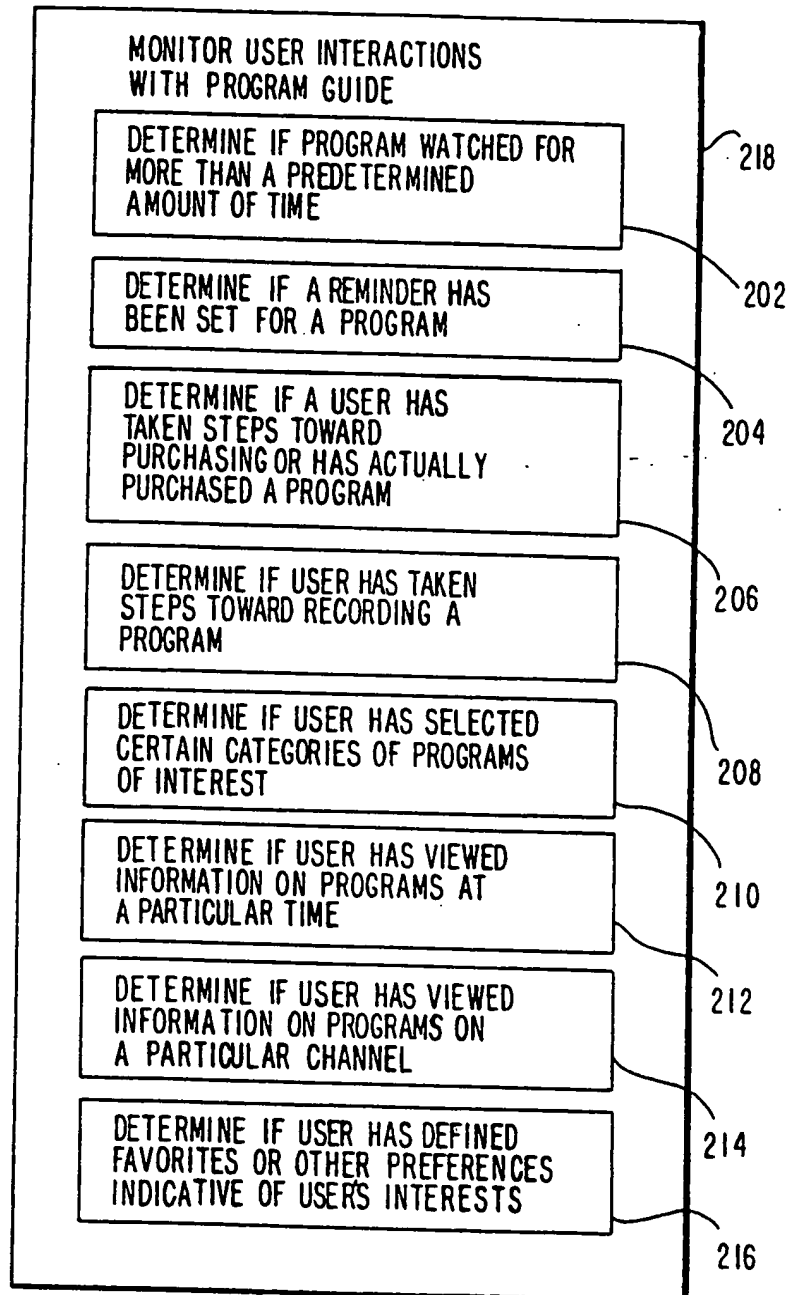 MONITOR USER INTERACTIONS
WITH PROGRAM GUIDE
DETERMINE IF PROGRAM WATCHED FOR
MORE THAN A PREDETERMINED
AMOUNT OF TIME
218
202
DETERMINE IF A REMINDER HAS
BEEN SET FOR A PROGRAM
204
DETERMINE IF A USER HAS
TAKEN STEPS TOWARD
PURCHASING OR HAS ACTUALLY
PURCHASED A PROGRAM
206
DETERMINE IF USER HAS TAKEN
STEPS TOWARD RECORDING A
PROGRAM
208
DETERMINE IF USER HAS SELECTED
CERTAIN CATEGORIES OF PROGRAMS
OF INTEREST
210
DETERMINE IF USER HAS VIEWED
INFORMATION ON PROGRAMS AT
A PARTICULAR TIME
212
DETERMINE IF USER HAS VIEWED
INFORMATION ON PROGRAMS ON
A PARTICULAR CHANNEL
214
DETERMINE IF USER HAS DEFINED
FAVORITES OR OTHER PREFERENCES
INDICATIVE OF USER'S INTERESTS
216